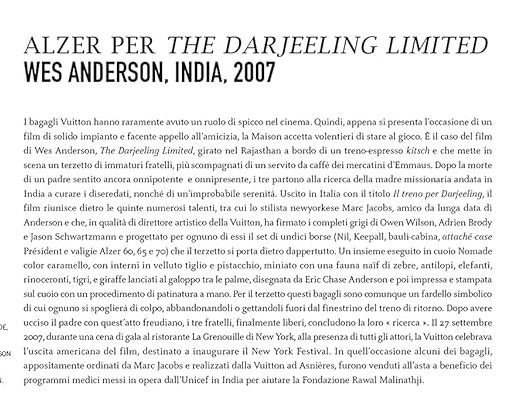 ALZER PER THE DARJEELING LIMITED
WES ANDERSON, INDIA, 2007
I bagagli Vuitton hanno raramente avuto un ruolo di spicco nel cinema. Quindi, appena si presenta l'occasione di un
film di solido impianto e facente appello all'amicizia, la Maison accetta volentieri di stare al gioco. È il caso del film
di Wes Anderson, The Darjeeling Limited, girato nel Rajasthan a bordo di un treno-espresso kitsch e che mette in
scena un terzetto di immaturi fratelli, più scompagnati di un servito da caffè dei mercatini d'Emmaus. Dopo la morte
di un padre sentito ancora onnipotente e onnipresente, i tre partono alla ricerca della madre missionaria andata in
India a curare i diseredati, nonché di un'improbabile serenità. Uscito in Italia con il titolo Il treno per Darjeeling, il
film riunisce dietro le quinte numerosi talenti, tra cui lo stilista newyorkese Marc Jacobs, amico da lunga data di
Anderson e che, in qualità di direttore artistico della Vuitton, ha firmato i completi grigi di Owen Wilson, Adrien Brody
e Jason Schwartzmann e progettato per ognuno di essi il set di undici borse (Nil, Keepall, bauli-cabina, attaché-case
Président e valigie Alzer 60, 65 e 70) che il terzetto si porta dietro dappertutto. Un insieme eseguito in cuoio Nomade
color caramello, con interni in velluto tiglio e pistacchio, miniato con una fauna naïf di zebre, antilopi, elefanti,
rinoceronti, tigri, e giraffe lanciati al galoppo tra le palme, disegnata da Eric Chase Anderson e poi impressa e stampata
sul cuoio con un procedimento di patinatura a mano. Per il terzetto questi bagagli sono comunque un fardello simbolico
di cui ognuno si spoglierà di colpo, abbandonandoli o gettandoli fuori dal finestrino del treno di ritorno. Dopo avere
ucciso il padre con quest'atto freudiano, i tre fratelli, finalmente liberi, concludono la loro « ricerca ». Il 27 settembre
2007, durante una cena di gala al ristorante La Grenouille di New York, alla presenza di tutti gli attori, la Vuitton celebrava
l'uscita americana del film, destinato a inaugurare il New York Festival. In quell'occasione alcuni dei bagagli,
appositamente ordinati da Marc Jacobs e realizzati dalla Vuitton ad Asnières, furono venduti all'asta a beneficio dei
programmi medici messi in opera dall'Unicef in India per aiutare la Fondazione Rawal Malinathji.
DE,
SON
N.